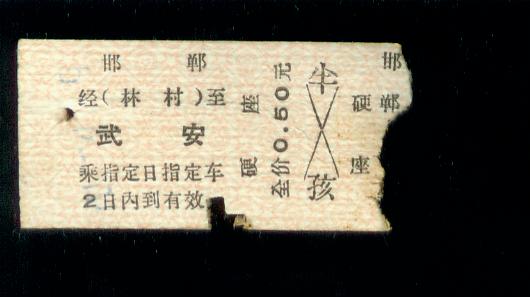 邯 郸
经(林 村)至
武 安
乘指定日指定车
2日内到有效
硬 座
全价0.50元
半 孩
硬 座
邯 郸